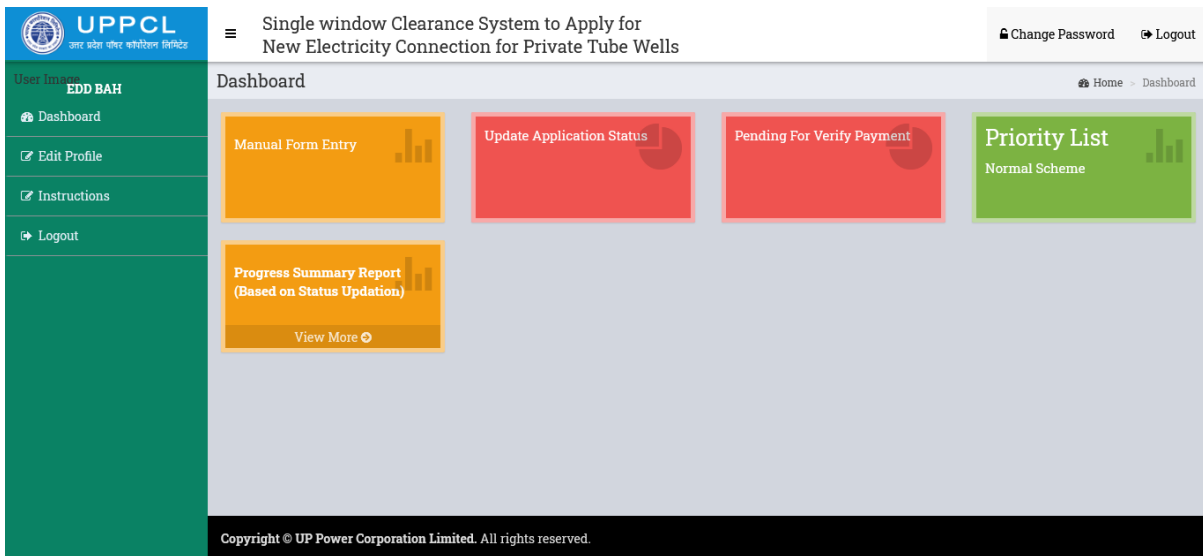 UPPCL
उत्तर प्रदेश पॉवर कॉर्पोरेशन लिमिटेड
Single window Clearance System to Apply for
New Electricity Connection for Private Tube Wells
Change Password
Logout
User Image
EDD BAH
Dashboard
Edit Profile
Instructions
Logout
Dashboard
Home > Dashboard
Manual Form Entry
Update Application Status
Pending For Verify Payment
Priority List
Normal Scheme
Progress Summary Report
(Based on Status Updation)
View More
Copyright © UP Power Corporation Limited. All rights reserved.